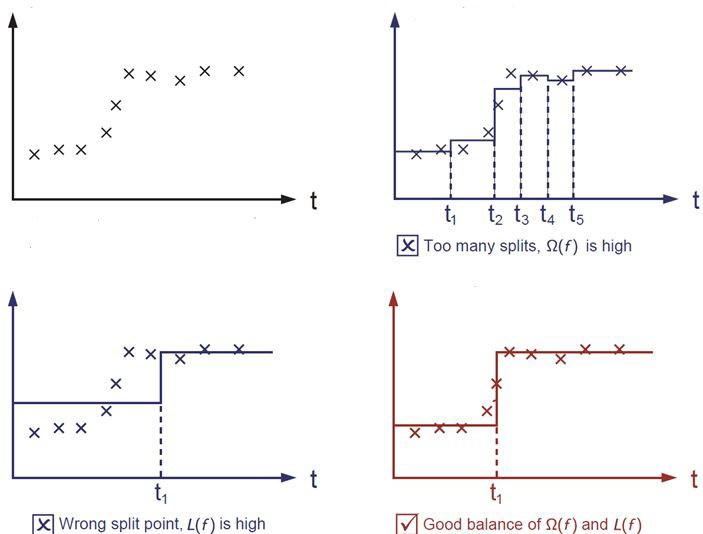 t
t
t₁ t₂ t₃ t₄ t₅
Too many splits, Ω(f) is high
t
t₁
Wrong split point, L(f) is high
t
t₁
Good balance of Ω(f) and L(f)